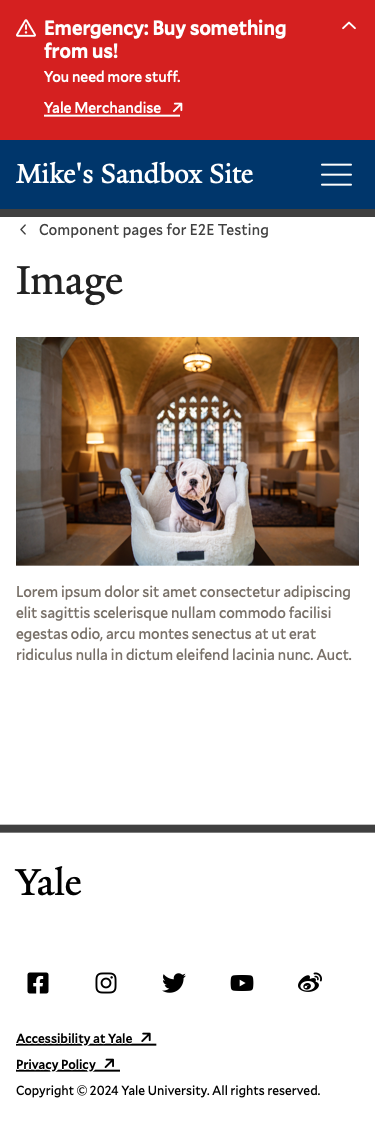 Emergency: Buy something
from us!
You need more stuff.
Yale Merchandise
Mike's Sandbox Site
Component pages for E2E Testing
Image
Lorem ipsum dolor sit amet consectetur adipiscing
elit sagittis scelerisque nullam commodo facilisi
egestas odio, arcu montes senectus at ut erat
ridiculus nulla in dictum eleifend lacinia nunc. Auct.
Yale
Accessibility at Yale
Privacy Policy
Copyright © 2024 Yale University. All rights reserved.